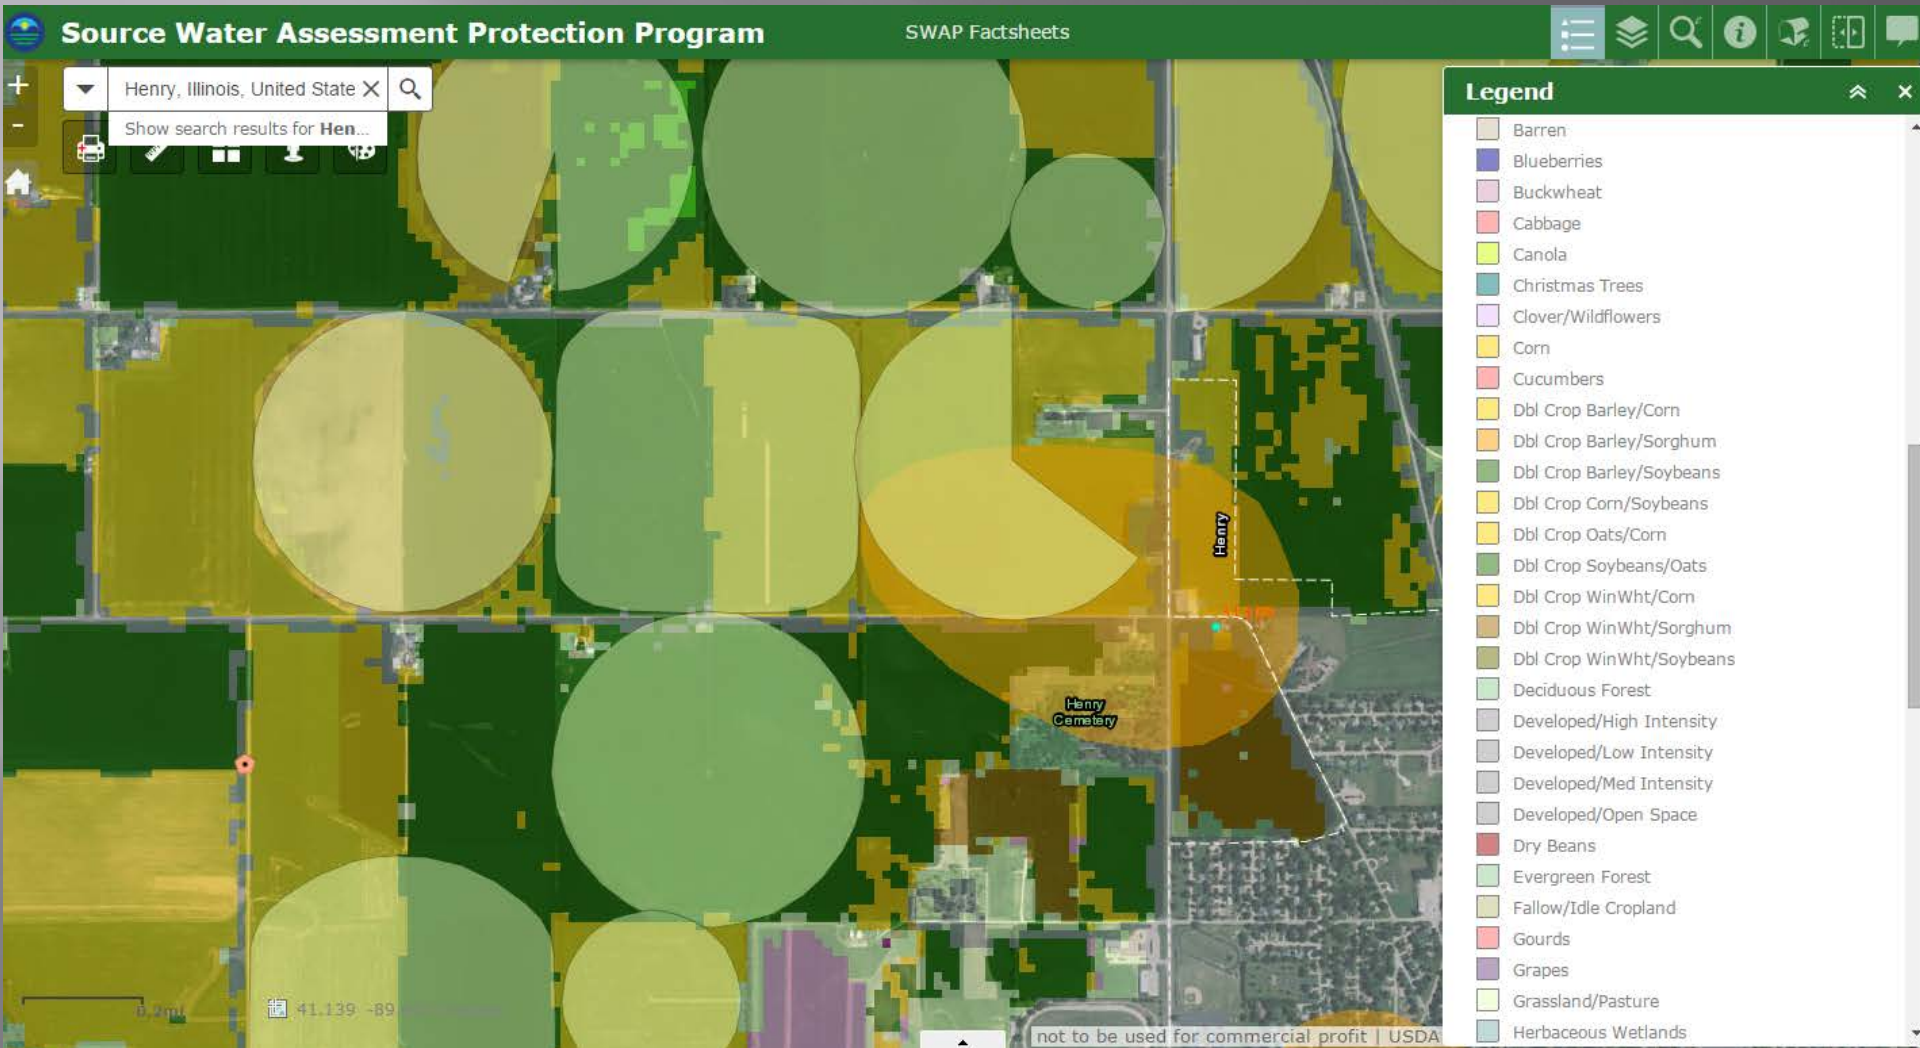 Source Water Assessment Protection Program
SWAP Factsheets
Henry, Illinois, United State
Show search results for Hen...
Legend
Barren
Blueberries
Buckwheat
Cabbage
Canola
Christmas Trees
Clover/Wildflowers
Corn
Cucumbers
Dbl Crop Barley/Corn
Dbl Crop Barley/Sorghum
Dbl Crop Barley/Soybeans
Dbl Crop Corn/Soybeans
Dbl Crop Oats/Corn
Dbl Crop Soybeans/Oats
Dbl Crop WinWht/Corn
Dbl Crop WinWht/Sorghum
Dbl Crop WinWht/Soybeans
Deciduous Forest
Developed/High Intensity
Developed/Low Intensity
Developed/Med Intensity
Developed/Open Space
Dry Beans
Evergreen Forest
Fallow/Idle Cropland
Gourds
Grapes
Grassland/Pasture
Herbaceous Wetlands
Henry
Henry
Cemetery
0.2mi
41.139 -89
not to be used for commercial profit | USDA